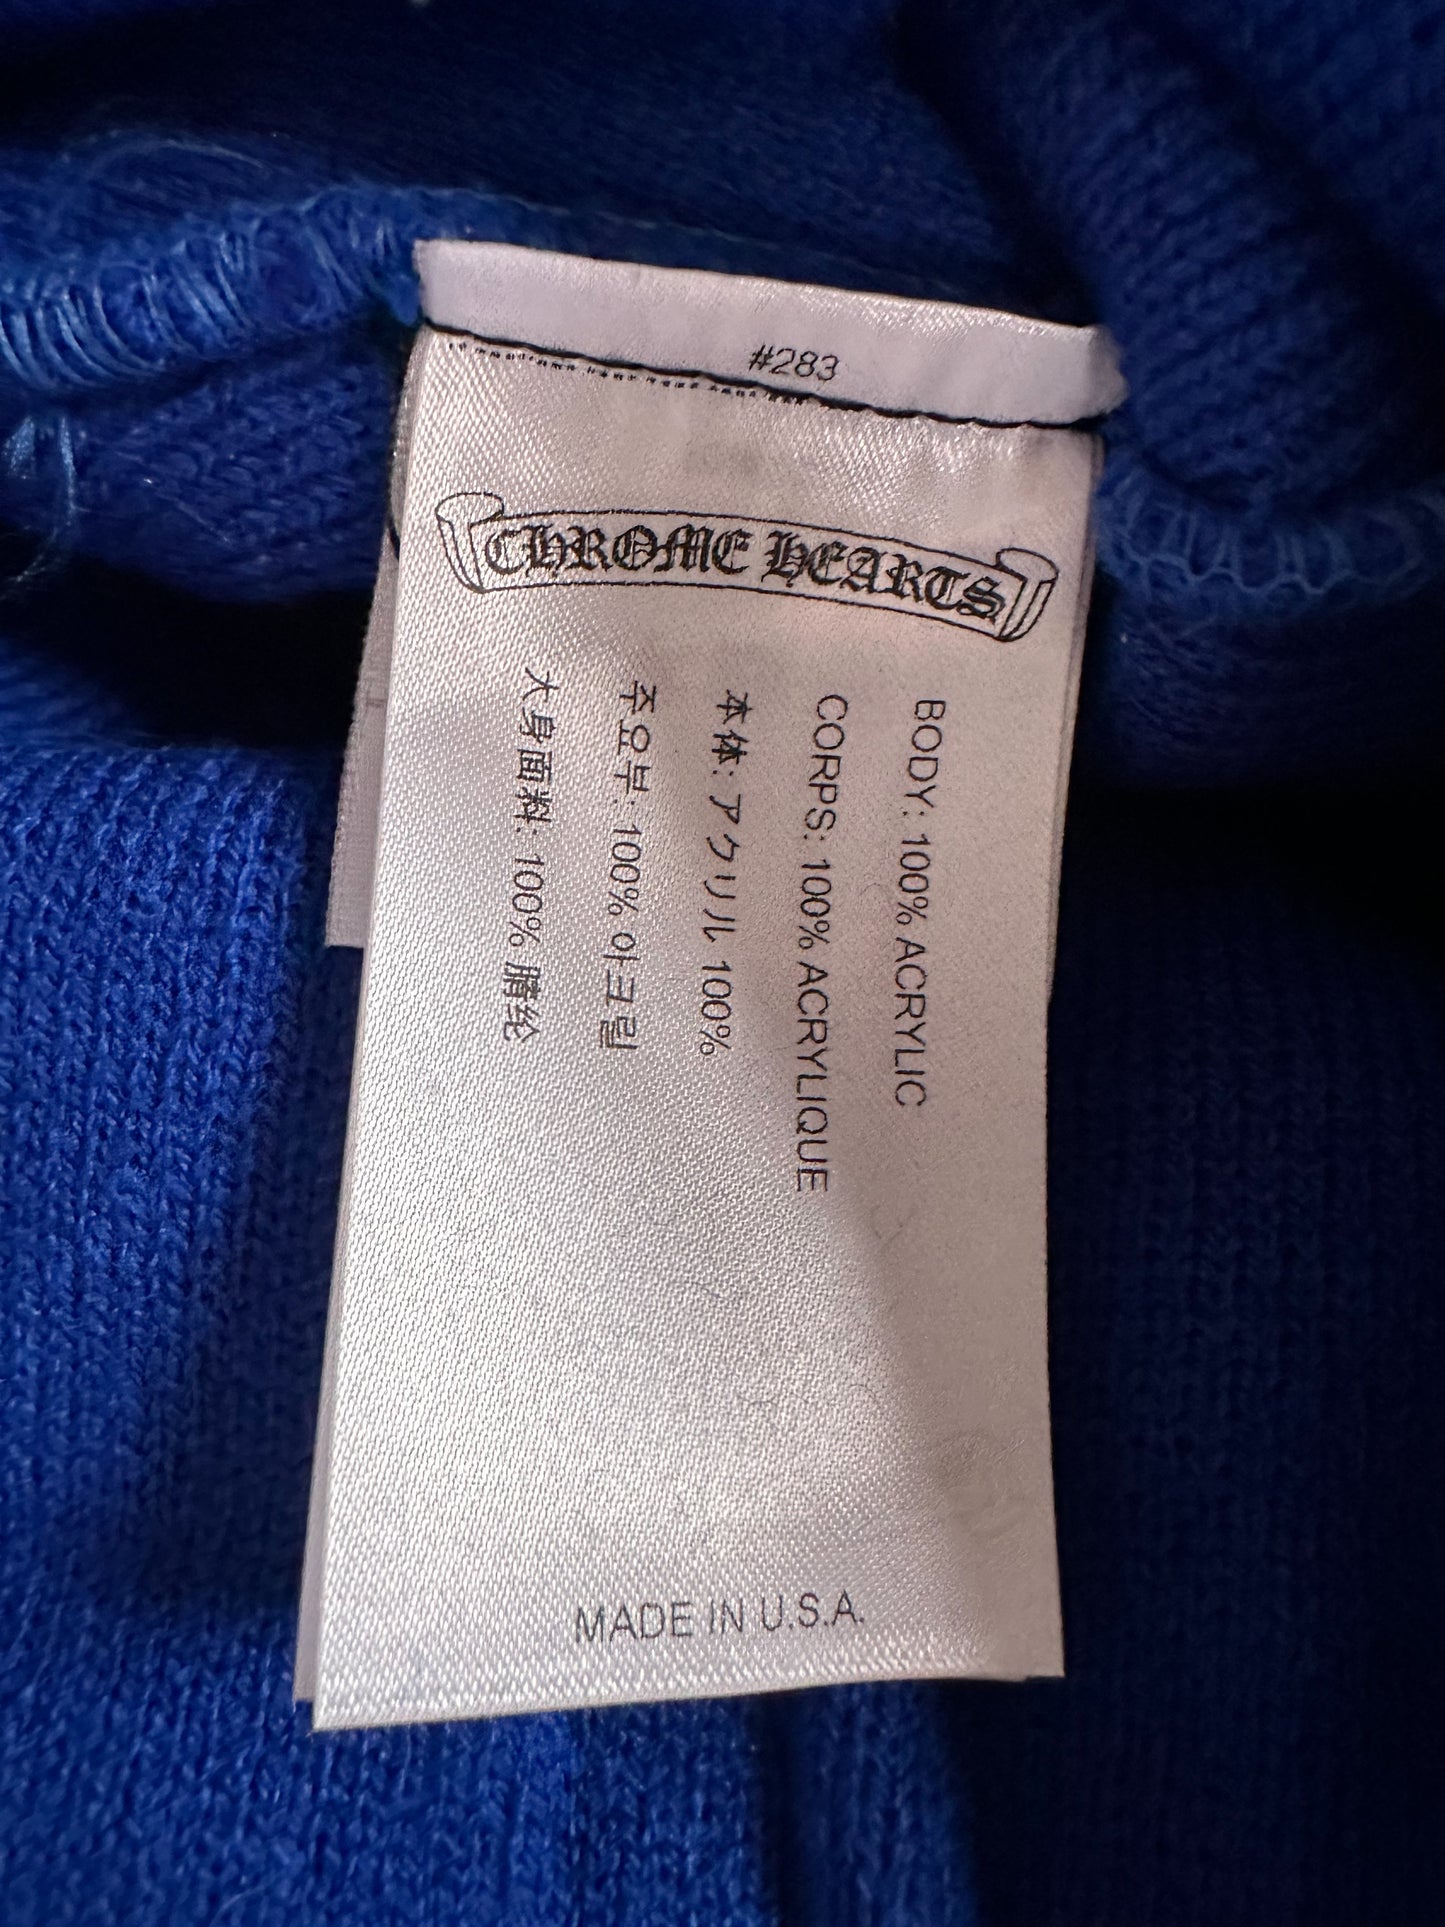 #283
CHROME HEARTS
BODY: 100% ACRYLIC
CORPS: 100% ACRYLIQUE
本体: アクリル 100%
주요부: 100% 아크릴
大身面料: 100% 腈纶
MADE IN U.S.A.